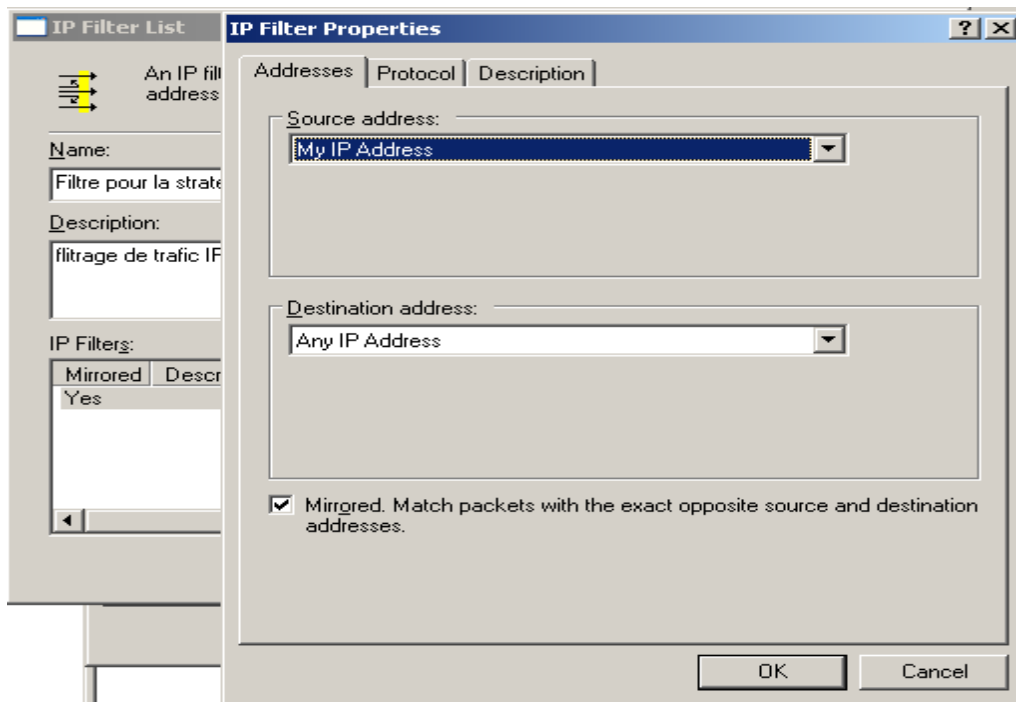 IP Filter List
An IP fil
address
Name:
Filtre pour la strate
Description:
flitrage de trafic IF
IP Filters:
Mirrored Descr
Yes
IP Filter Properties
Addresses Protocol Description
Source address:
My IP Address
Destination address:
Any IP Address
Mirrored. Match packets with the exact opposite source and destination
addresses.
OK Cancel